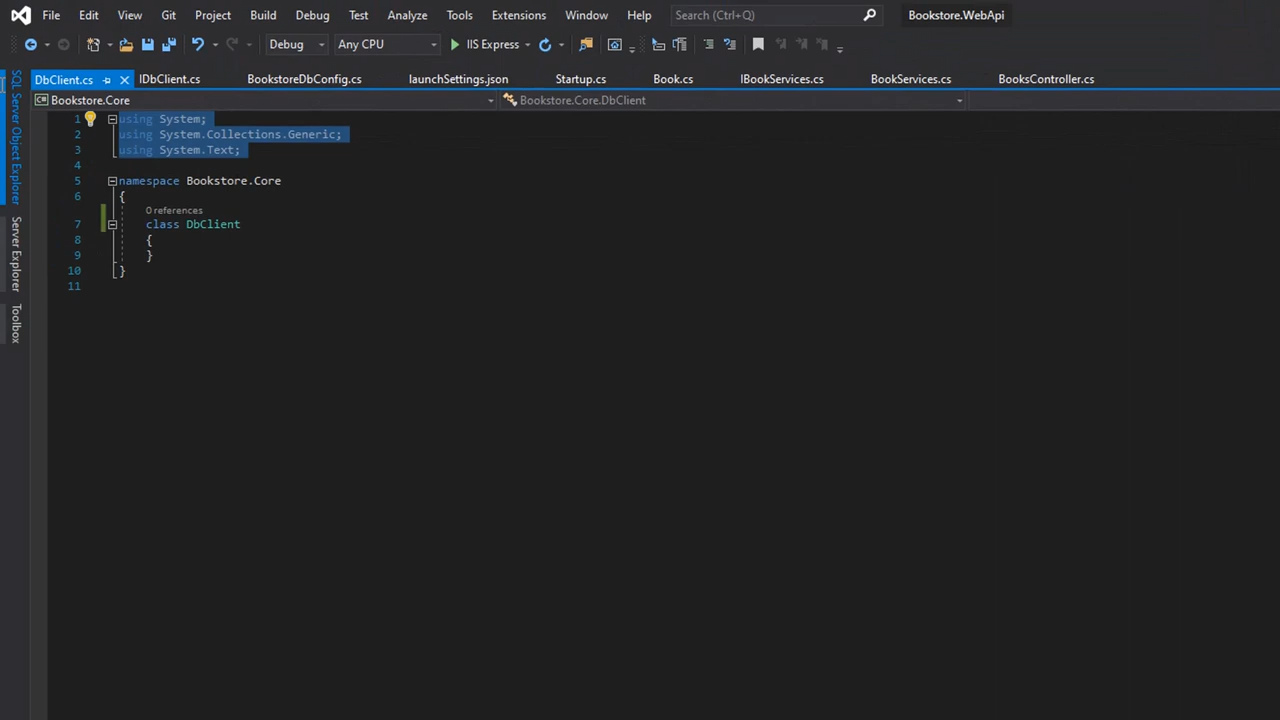 File Edit View Git Project Build Debug Test Analyze Tools Extensions Window Help Search (Ctrl+Q) Bookstore.WebApi
Debug Any CPU IIS Express
DbClient.cs IDbClient.cs BookstoreDbConfig.cs launchSettings.json Startup.cs Book.cs IBookServices.cs BookServices.cs BooksController.cs
Bookstore.Core Bookstore.Core.DbClient
SQL Server Object Explorer
Server Explorer
Toolbox
1 using System;
2 using System.Collections.Generic;
3 using System.Text;
4
5 namespace Bookstore.Core
6 {
0 references
7 class DbClient
8 {
9 }
10 }
11